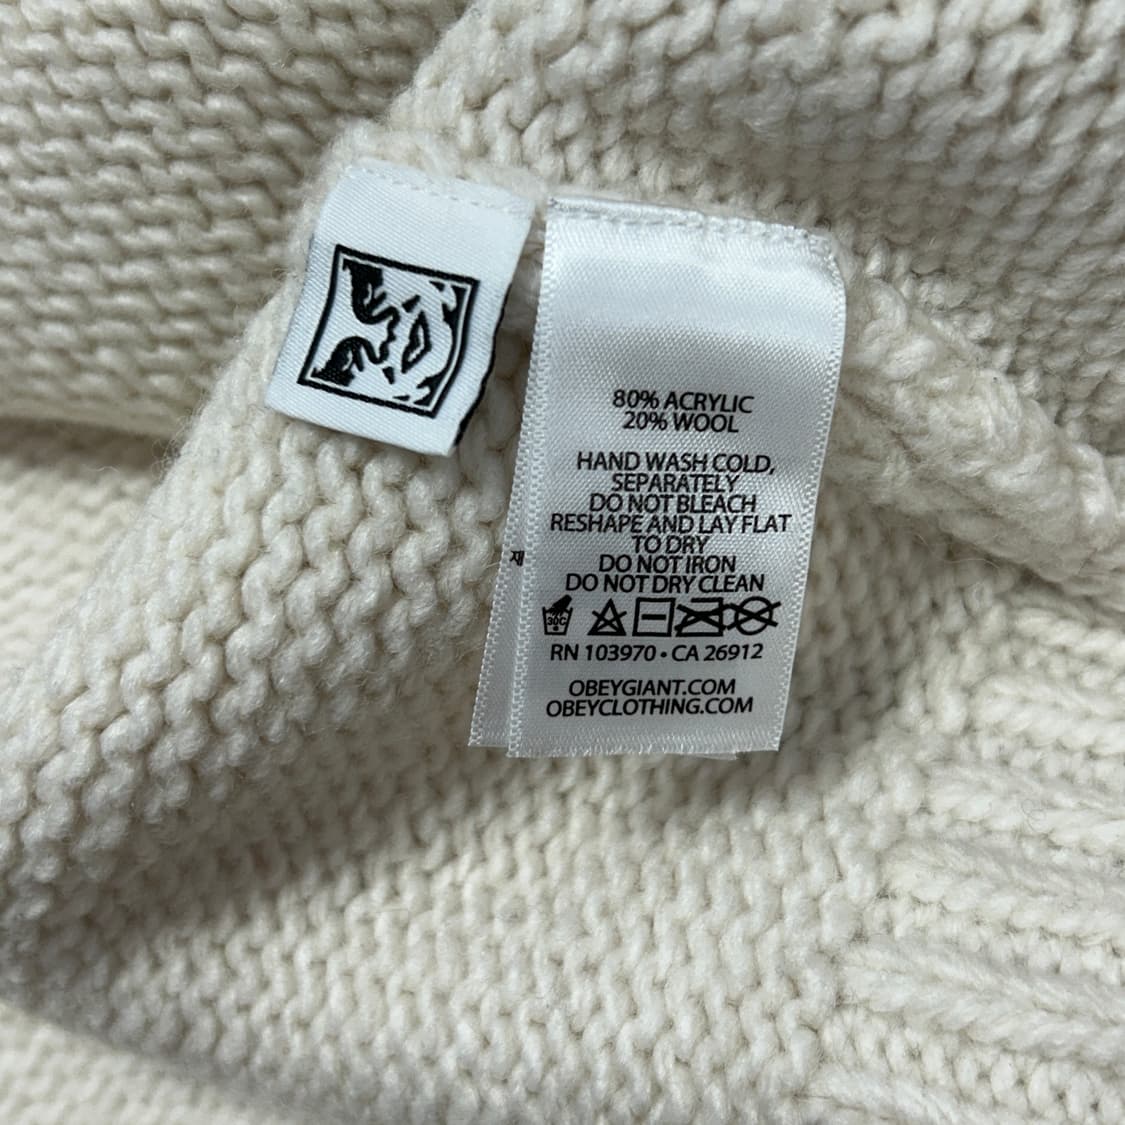 80% ACRYLIC
20% WOOL
HAND WASH COLD,
SEPARATELY
DO NOT BLEACH
RESHAPE AND LAY FLAT
TO DRY
DO NOT IRON
DO NOT DRY CLEAN
30C
RN 103970 • CA 26912
OBEYGIANT.COM
OBEYCLOTHING.COM